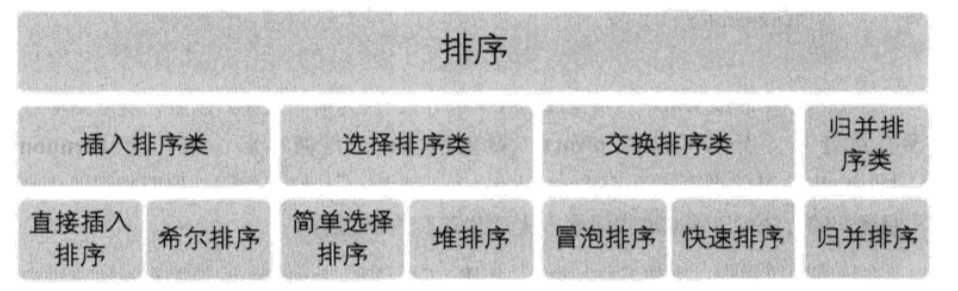 排序
插入排序类
选择排序类
交换排序类
归并排
序类
直接插入
排序
希尔排序
简单选择
排序
堆排序
冒泡排序
快速排序
归并排序